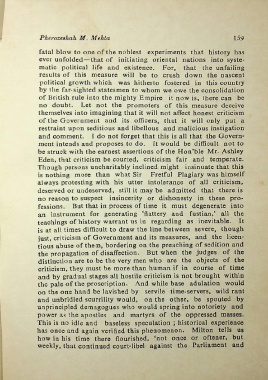 Pherozeshah M. Mehta 159
fatal blow to one of the noblest experiments that history has
ever unfolded—that of initiating oriental nations into syste-
matic political life and existence. For, that the unfailing
results of this measure will be to crush down the nascent
political growth which was hitherto fostered in this country
by the far-sighted statesmen to whom we owe the consolidation
of British rule into the mighty Empire it now is, there can be
no doubt. Let not the promoters of this measure deceive
themselves into imagining that it will not affect honest criticism
of the Government and its officers, that it will only put a
restraint upon seditious and libellous and malicious instigation
and comment. I do not forget that this is all that the Govern-
ment intends and proposes to do. It would be difficult not to
be struck with the earnest assertions of the Hon'ble Mr. Ashley
Eden, that criticism be courted, criticism fair and temperate.
Though persons uncharitably inclined might insinuate that this
is nothing more than what Sir Fretful Plagiary was himself
always protesting with his utter intolerance of all criticism,
deserved or undeserved, still it may be admitted that there is
no reason to suspect insincerity or dishonesty in these pro-
fessions. But that in process of time it must degenerate into
an instrument for generating 'flattery and fustian,' all the
teachings of history warrant us in regarding as inevitable. It
is at all times difficult to draw the line between severe, though
just, criticism of Government and its measures, and the licen-
tious abuse of them, bordering on the preaching of sedition and
the propagation of disaffection. But when the judges of the
distinction are to be the very men who are the objects of the
criticism, they must be more than human if in course of time
and by gradual stages all hostile criticism is not brought within
the pale of the proscription. And while base adulation would
on the one hand be lavished by servile time-servers, wild rant
and unbridled scurrility would, on the other, be spouted by
unprincipled demagogues who would spring into notoriety and
power as the apostles and martyrs of the oppressed masses.
This is no idle and baseless speculation; historical experience
has once and again verified this phenomenon. Milton tells us
how in his time there flourished, 'not once or oftener, but
weekly, that continued court-libel against the Parliament and